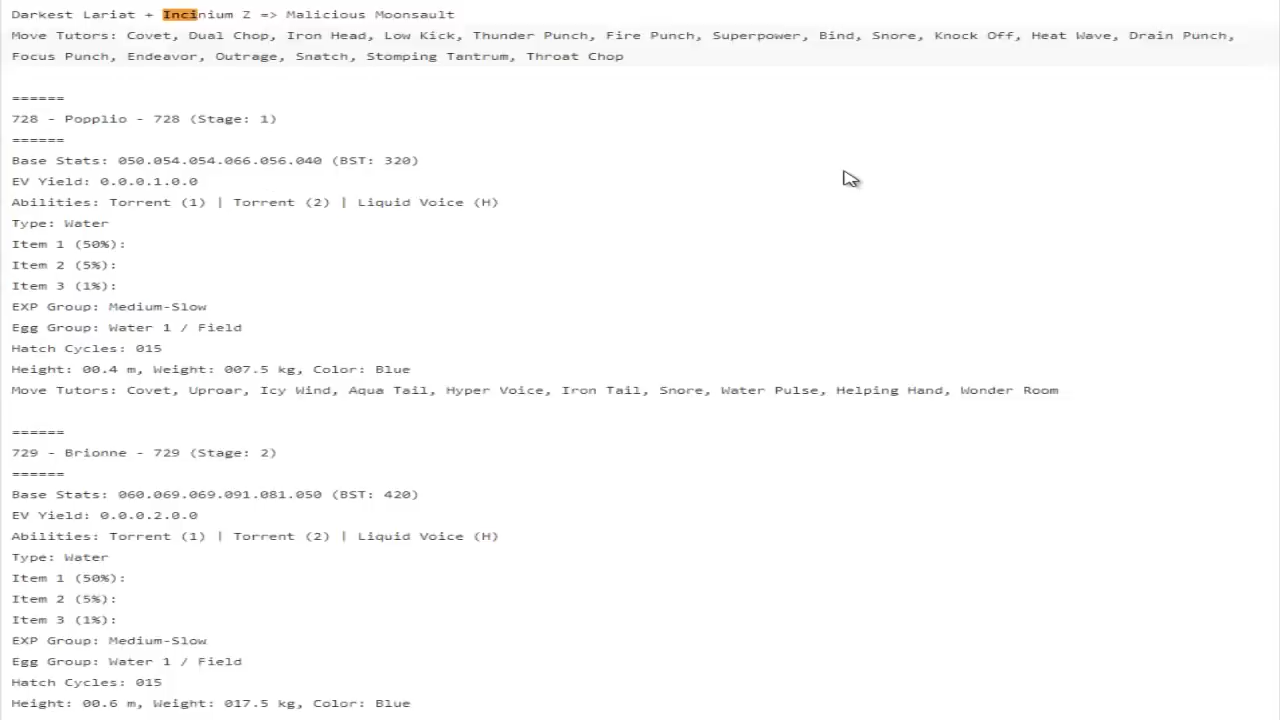 Darkest Lariat + Incinium Z => Malicious Moonsault
Move Tutors: Covet, Dual Chop, Iron Head, Low Kick, Thunder Punch, Fire Punch, Superpower, Bind, Snore, Knock Off, Heat Wave, Drain Punch,
Focus Punch, Endeavor, Outrage, Snatch, Stomping Tantrum, Throat Chop
======
728 - Popplio - 728 (Stage: 1)
======
Base Stats: 050.054.054.066.056.040 (BST: 320)
EV Yield: 0.0.0.1.0.0
Abilities: Torrent (1) | Torrent (2) | Liquid Voice (H)
Type: Water
Item 1 (50%):
Item 2 (5%):
Item 3 (1%):
EXP Group: Medium-Slow
Egg Group: Water 1 / Field
Hatch Cycles: 015
Height: 00.4 m, Weight: 007.5 kg, Color: Blue
Move Tutors: Covet, Uproar, Icy Wind, Aqua Tail, Hyper Voice, Iron Tail, Snore, Water Pulse, Helping Hand, Wonder Room
======
729 - Brionne - 729 (Stage: 2)
======
Base Stats: 060.069.069.091.081.050 (BST: 420)
EV Yield: 0.0.0.2.0.0
Abilities: Torrent (1) | Torrent (2) | Liquid Voice (H)
Type: Water
Item 1 (50%):
Item 2 (5%):
Item 3 (1%):
EXP Group: Medium-Slow
Egg Group: Water 1 / Field
Hatch Cycles: 015
Height: 00.6 m, Weight: 017.5 kg, Color: Blue